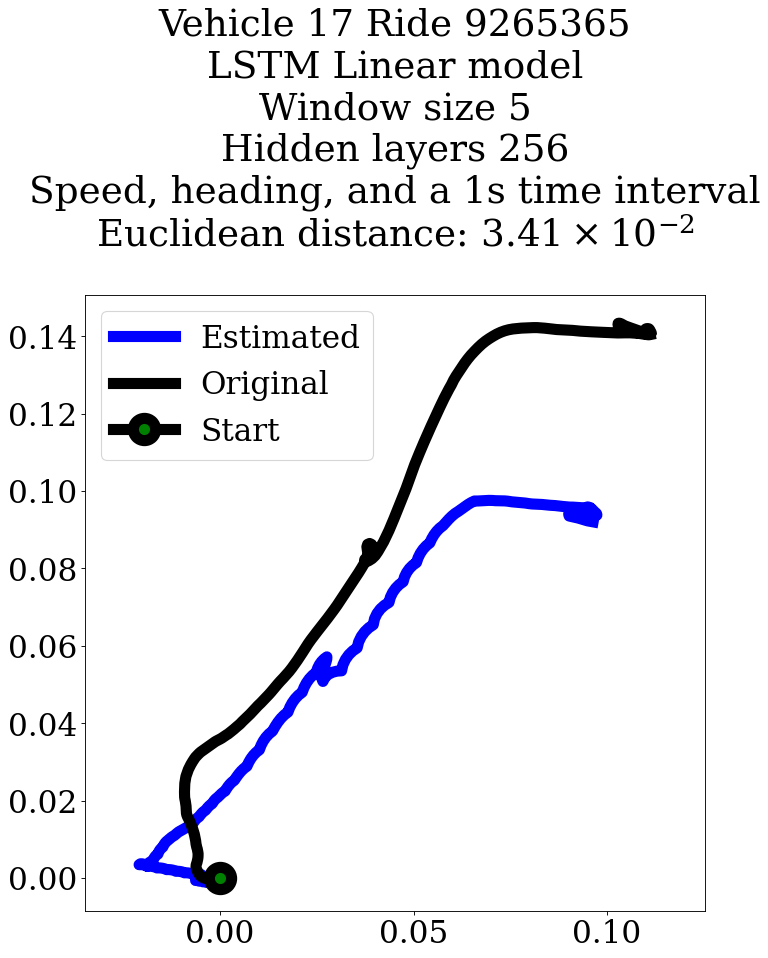 Vehicle 17 Ride 9265365
LSTM Linear model
Window size 5
Hidden layers 256
Speed, heading, and a 1s time interval
Euclidean distance: 3.41 × 10⁻²
Estimated
Original
Start
0.14
0.12
0.10
0.08
0.06
0.04
0.02
0.00
0.00 0.05 0.10